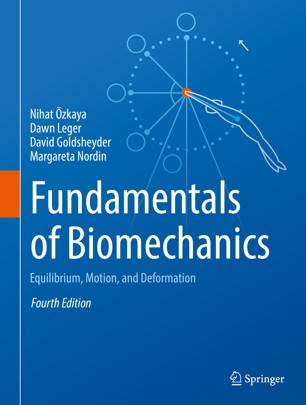 Nihat Özkaya
Dawn Leger
David Goldsheyder
Margareta Nordin
Fundamentals
of Biomechanics
Equilibrium, Motion, and Deformation
Fourth Edition
Springer